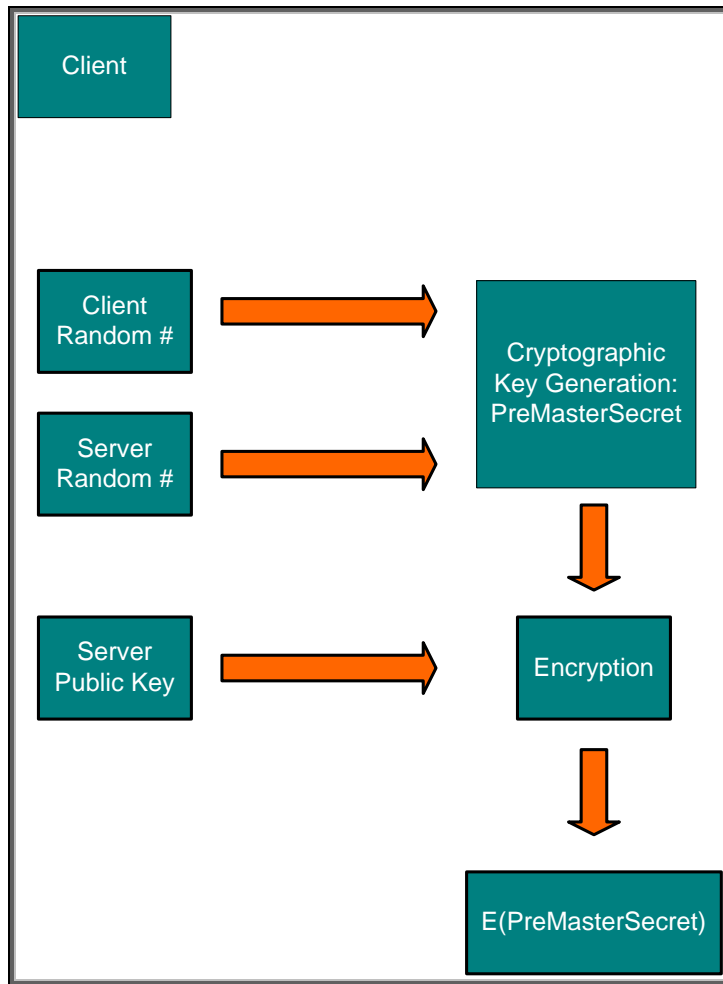 Client
Client
Random #
Cryptographic
Key Generation:
PreMasterSecret
Server
Random #
Server
Public Key
Encryption
E(PreMasterSecret)